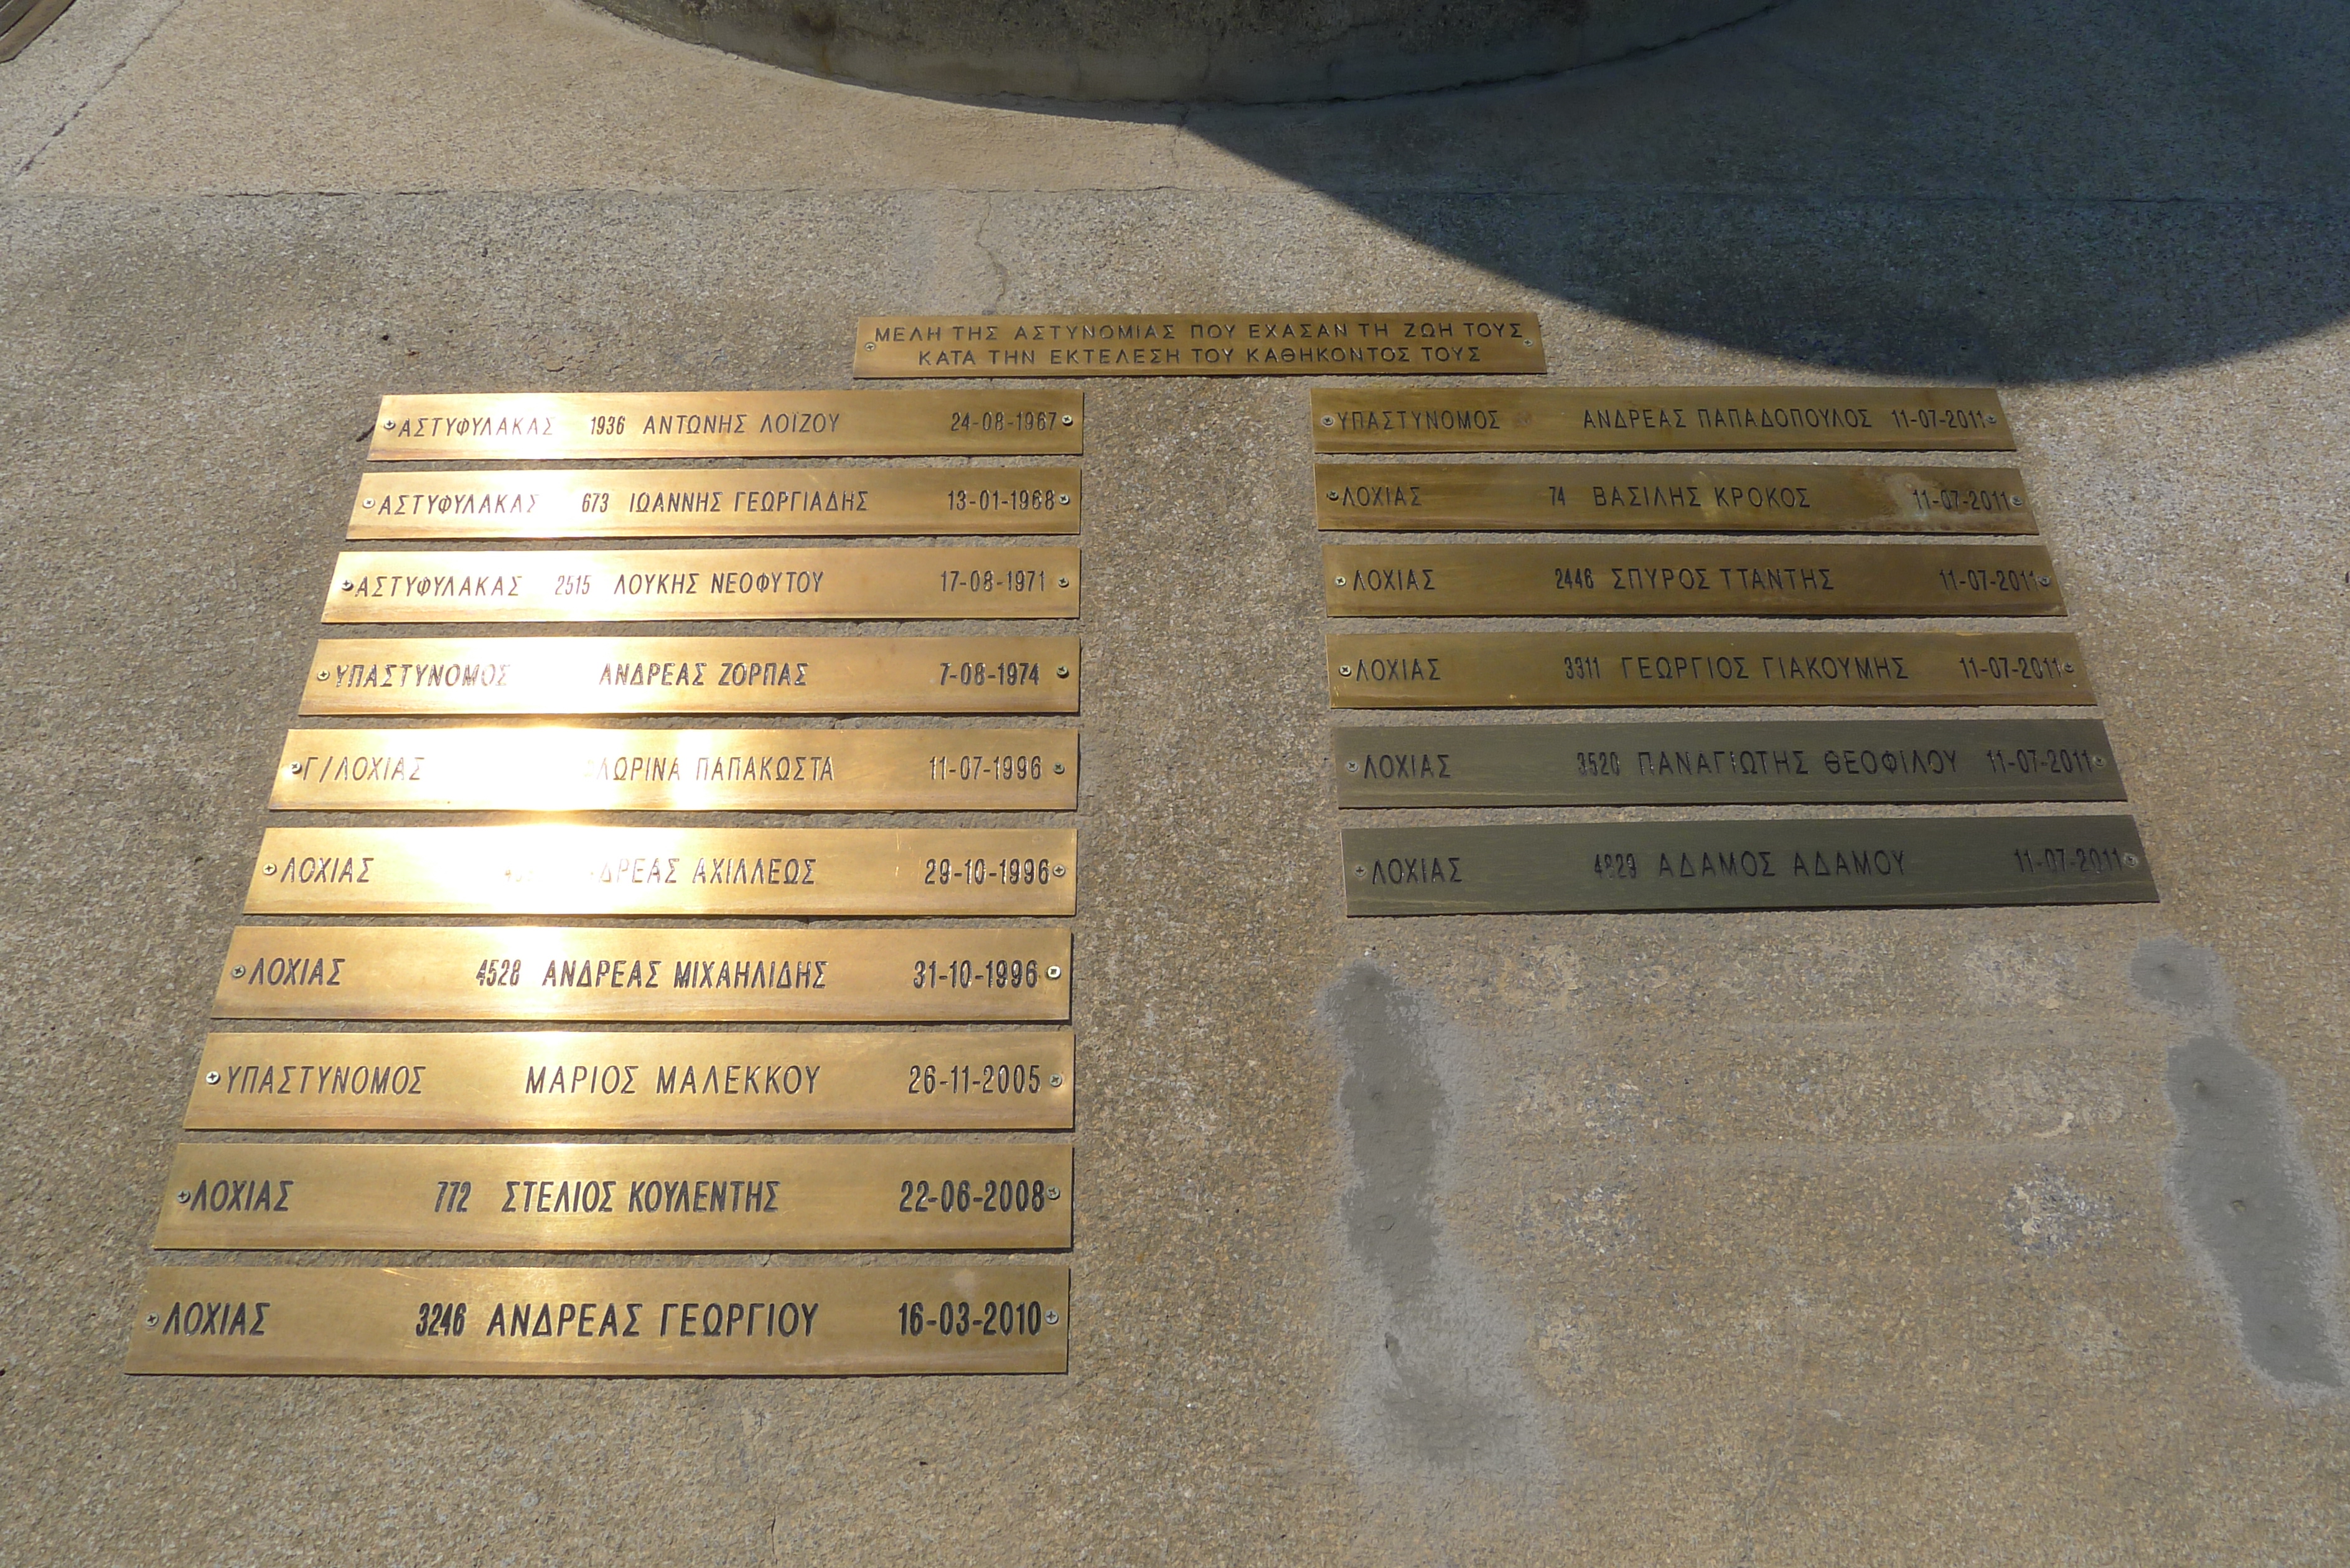 ΜΕΛΗ ΤΗΣ ΑΣΤΥΝΟΜΙΑΣ ΠΟΥ ΕΧΑΣΑΝ ΤΗ ΖΩΗ ΤΟΥΣ
ΚΑΤΑ ΤΗΝ ΕΚΤΕΛΕΣΗ ΤΟΥ ΚΑΘΗΚΟΝΤΟΣ ΤΟΥΣ
ΑΣΤΥΦΥΛΑΚΑΣ 1936 ΑΝΤΩΝΗΣ ΛΟΪΖΟΥ 24-08-1967
ΑΣΤΥΦΥΛΑΚΑΣ 673 ΙΩΑΝΝΗΣ ΓΕΩΡΓΙΑΔΗΣ 13-01-1968
ΑΣΤΥΦΥΛΑΚΑΣ 2515 ΛΟΥΚΗΣ ΝΕΟΦΥΤΟΥ 17-08-1971
ΥΠΑΣΤΥΝΟΜΟΣ ΑΝΔΡΕΑΣ ΖΟΡΠΑΣ 7-08-1974
Γ/ΛΟΧΙΑΣ ΠΑΠΑΚΩΣΤΑ 11-07-1996
ΛΟΧΙΑΣ ΑΧΙΛΛΕΩΣ 29-10-1996
ΛΟΧΙΑΣ 4528 ΑΝΔΡΕΑΣ ΜΙΧΑΗΛΙΔΗΣ 31-10-1996
ΥΠΑΣΤΥΝΟΜΟΣ ΜΑΡΙΟΣ ΜΑΛΕΚΚΟΥ 26-11-2005
ΛΟΧΙΑΣ 772 ΣΤΕΛΙΟΣ ΚΟΥΛΕΝΤΗΣ 22-06-2008
ΛΟΧΙΑΣ 3246 ΑΝΔΡΕΑΣ ΓΕΩΡΓΙΟΥ 16-03-2010
ΥΠΑΣΤΥΝΟΜΟΣ ΑΝΔΡΕΑΣ ΠΑΠΑΔΟΠΟΥΛΟΣ 11-07-2011
ΛΟΧΙΑΣ 74 ΒΑΣΙΛΗΣ ΚΡΟΚΟΣ 11-07-2011
ΛΟΧΙΑΣ 2446 ΣΠΥΡΟΣ ΤΤΑΝΤΗΣ 11-07-2011
ΛΟΧΙΑΣ 3311 ΓΕΩΡΓΙΟΣ ΓΙΑΚΟΥΜΗΣ 11-07-2011
ΛΟΧΙΑΣ 3520 ΠΑΝΑΓΙΩΤΗΣ ΘΕΟΦΙΛΟΥ 11-07-2011
ΛΟΧΙΑΣ ΑΔΑΜΟΣ ΑΔΑΜΟΥ 11-07-2011